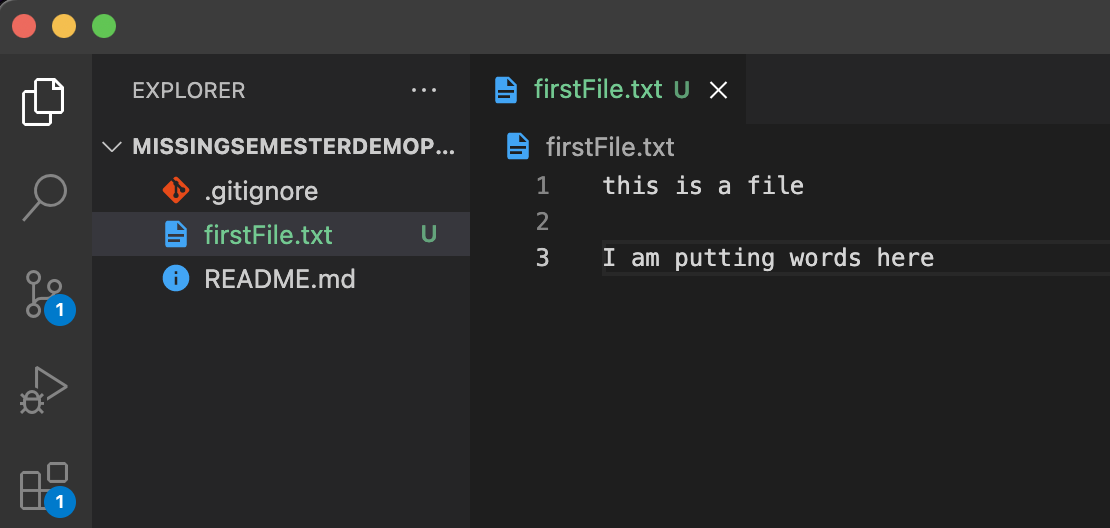 EXPLORER ...
MISSINGSEMESTERDEMOP...
.gitignore
firstFile.txt U
README.md
1
1
firstFile.txt U
firstFile.txt
1 this is a file
2
3 I am putting words here